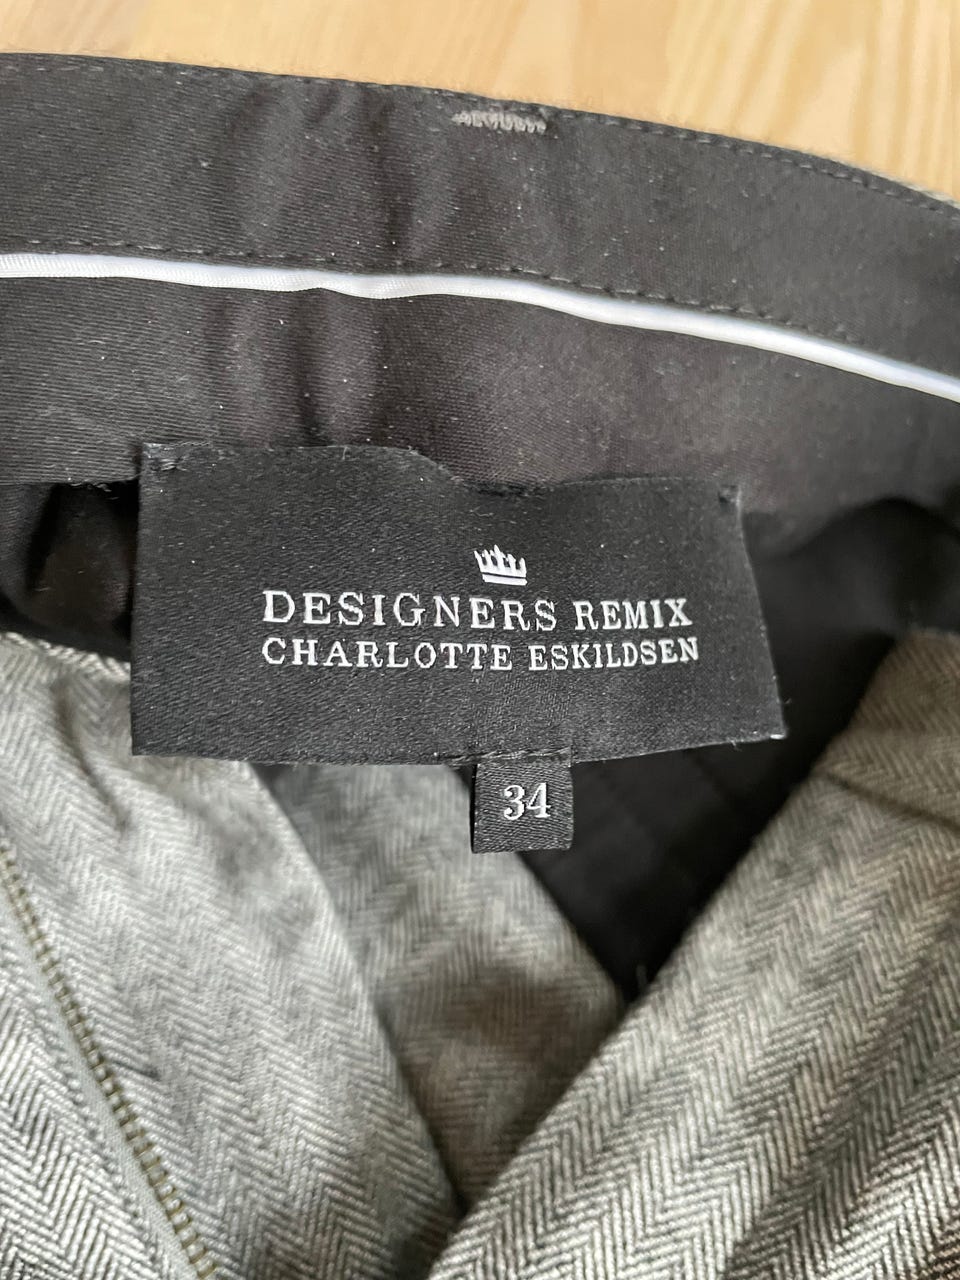 DESIGNERS REMIX
CHARLOTTE ESKILDSEN
34